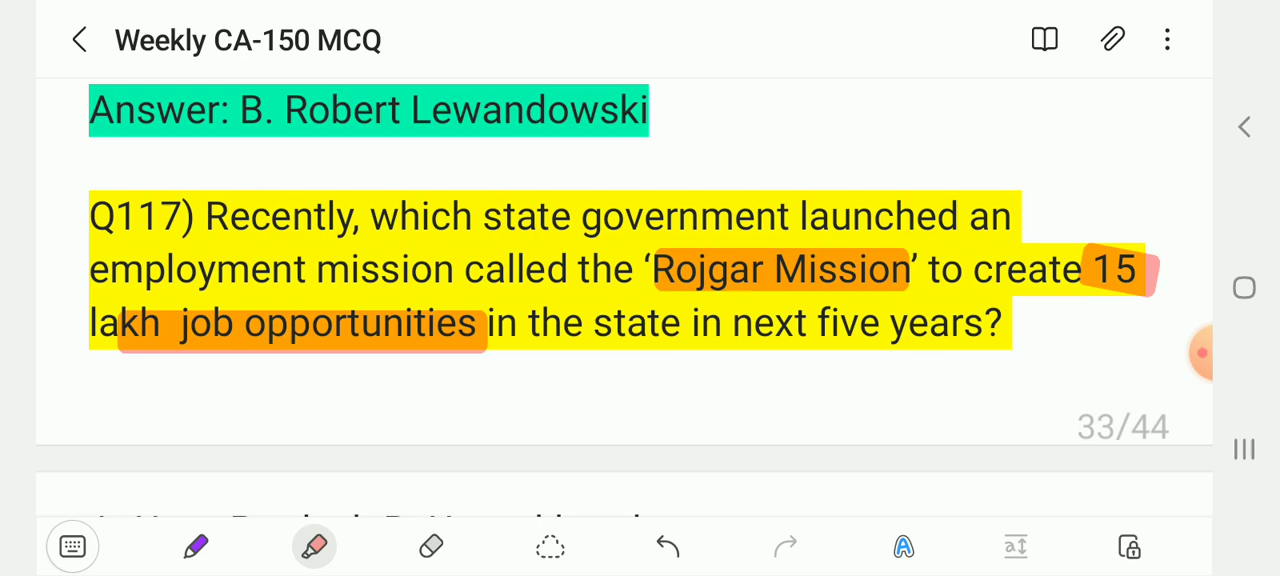 Weekly CA-150 MCQ
Answer: B. Robert Lewandowski
Q117) Recently, which state government launched an
employment mission called the ‘Rojgar Mission’ to create 15
lakh  job opportunities in the state in next five years?
33/44